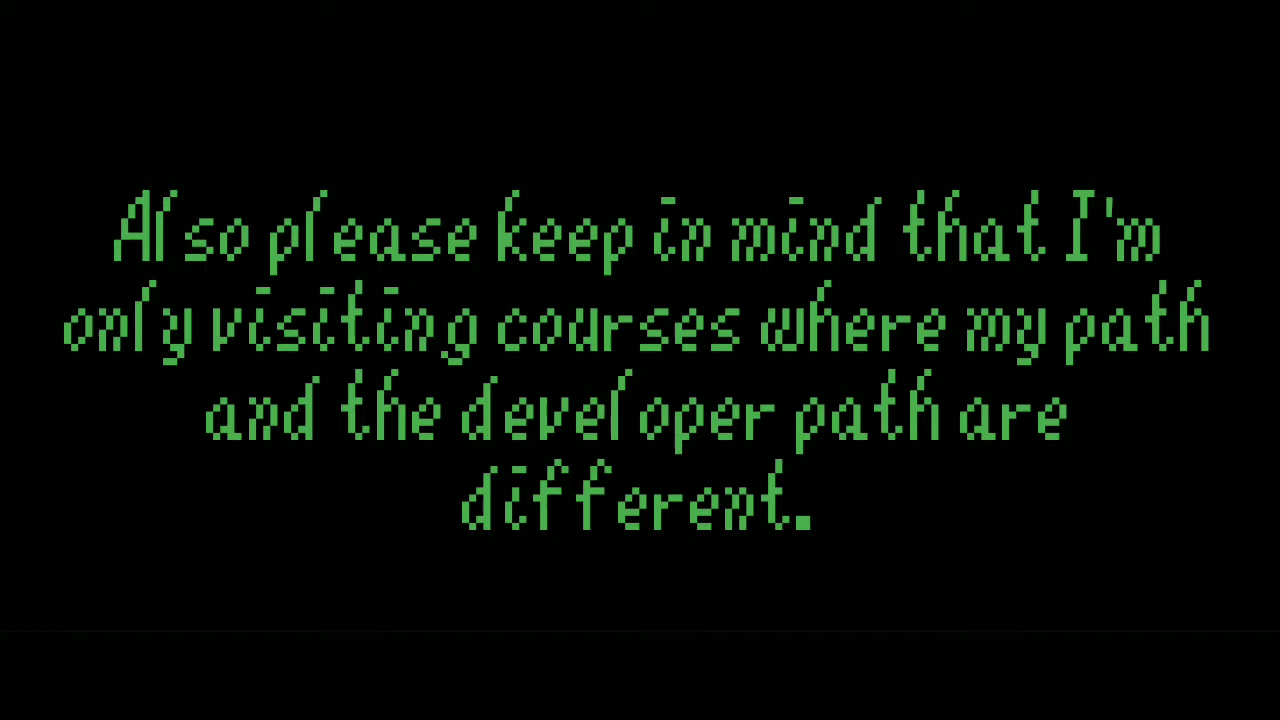 Also please keep in mind that I'm
only visiting courses where my path
and the developer path are
different.